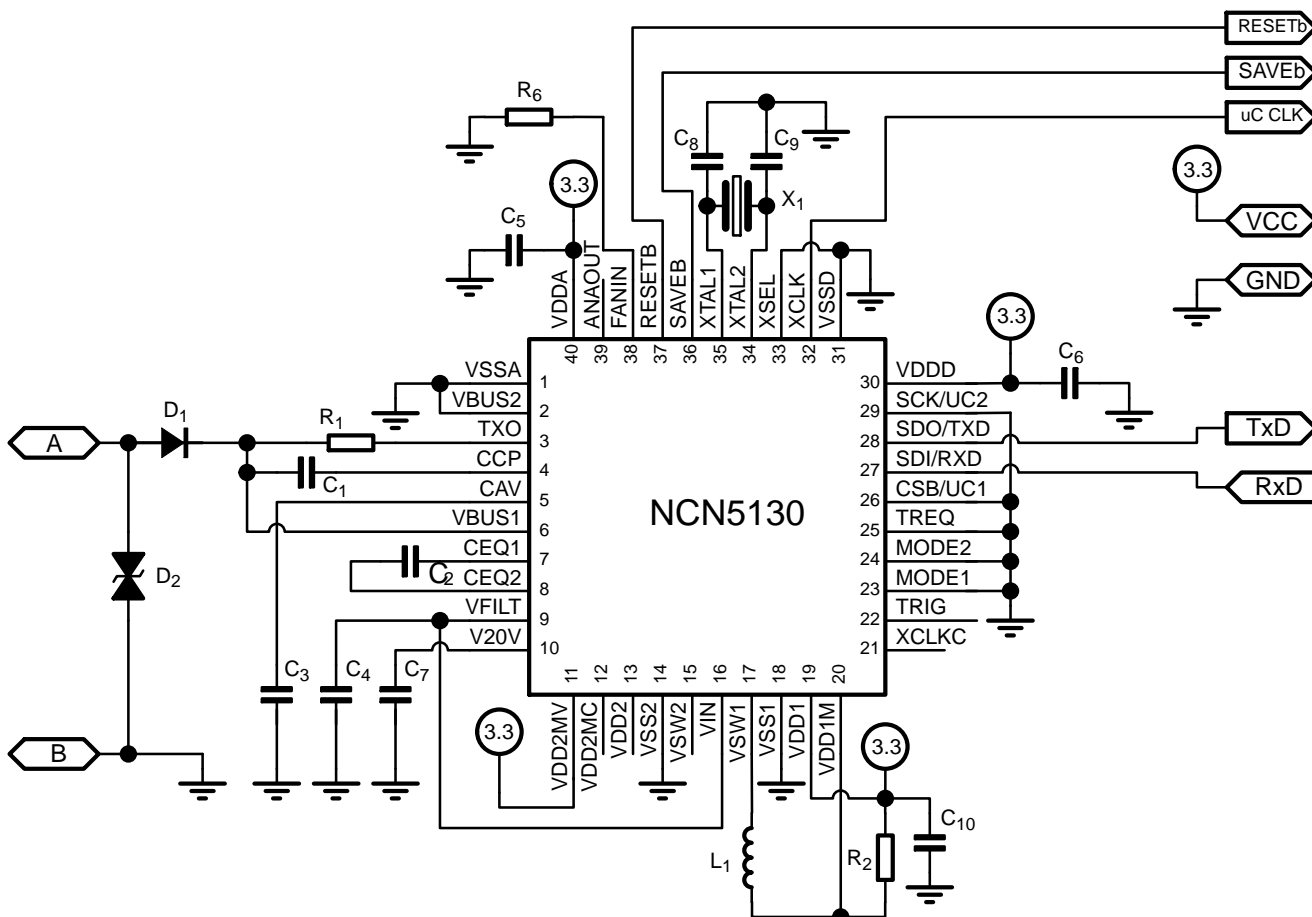 RESETb
SAVEb
uC CLK
R6
C8
C9
3.3
3.3
X1
VCC
C5
GND
VDDA
ANAOUT
FANIN
RESETB
SAVEB
XTAL1
XTAL2
XSEL
XCLK
VSSD
3.3
40
39
38
37
36
35
34
33
32
31
C6
VSSA
1
30
VDDD
VBUS2
2
29
SCK/UC2
D1
R1
A
TXO
3
28
SDO/TXD
TxD
CCP
4
27
SDI/RXD
RxD
C1
CAV
5
26
CSB/UC1
NCN5130
VBUS1
6
25
TREQ
CEQ1
7
24
MODE2
D2
C2
CEQ2
8
23
MODE1
VFILT
9
22
TRIG
V20V
10
21
XCLKC
C3
C4
C7
11
12
13
14
15
16
17
18
19
20
3.3
VDD2MV
VDD2MC
VDD2
VSS2
VSW2
VIN
VSW1
VSS1
VDD1
VDD1M
3.3
B
C10
L1
R2